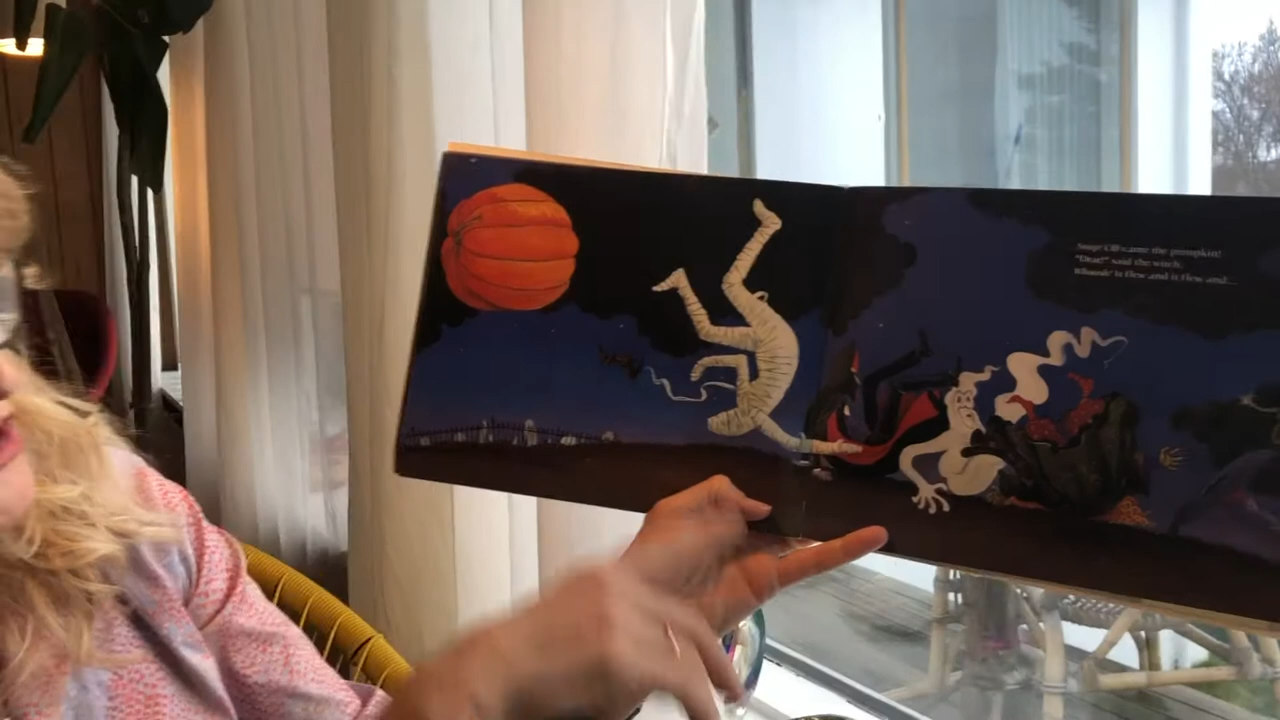 Snap! Off came the pumpkin!
"Drat!" said the witch.
Whoosh! It flew and it flew and...